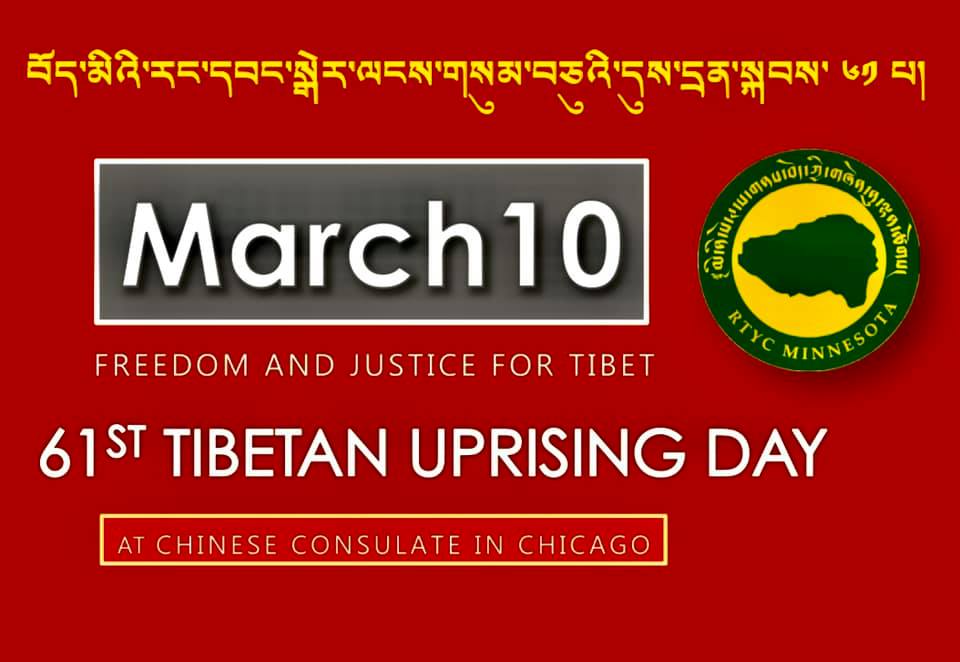 བོད་མིའི་རང་དབང་སྒེར་ལངས་གསུམ་བཅུའི་དུས་དྲན་སྐབས་ ༦༡ པ།
March10
FREEDOM AND JUSTICE FOR TIBET
RTYC MINNESOTA
61ST TIBETAN UPRISING DAY
AT CHINESE CONSULATE IN CHICAGO